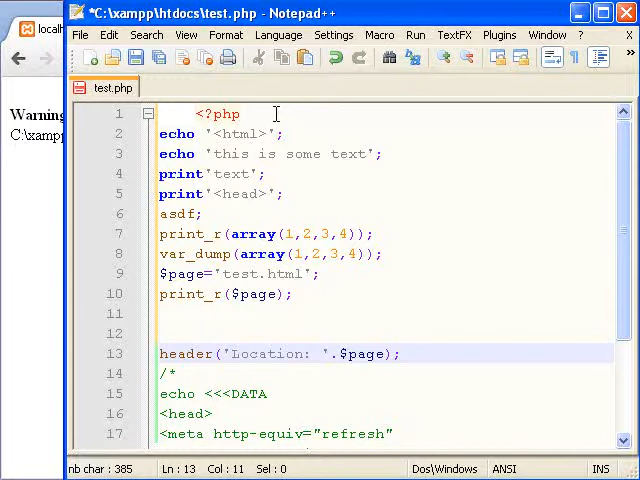 *C:\xampp\htdocs\test.php - Notepad++
localh
File Edit Search View Format Language Settings Macro Run TextFX Plugins Window ? X
test.php
Warning
C:\xampp
1 <?php
2 echo '<html>';
3 echo 'this is some text';
4 print'text';
5 print'<head>';
6 asdf;
7 print_r(array(1,2,3,4));
8 var_dump(array(1,2,3,4));
9 $page='test.html';
10 print_r($page);
11
12
13 header('Location: '.$page);
14 /*
15 echo <<<DATA
16 <head>
17 <meta http-equiv="refresh"
nb char : 385 Ln : 13 Col : 11 Sel : 0 Dos\Windows ANSI INS